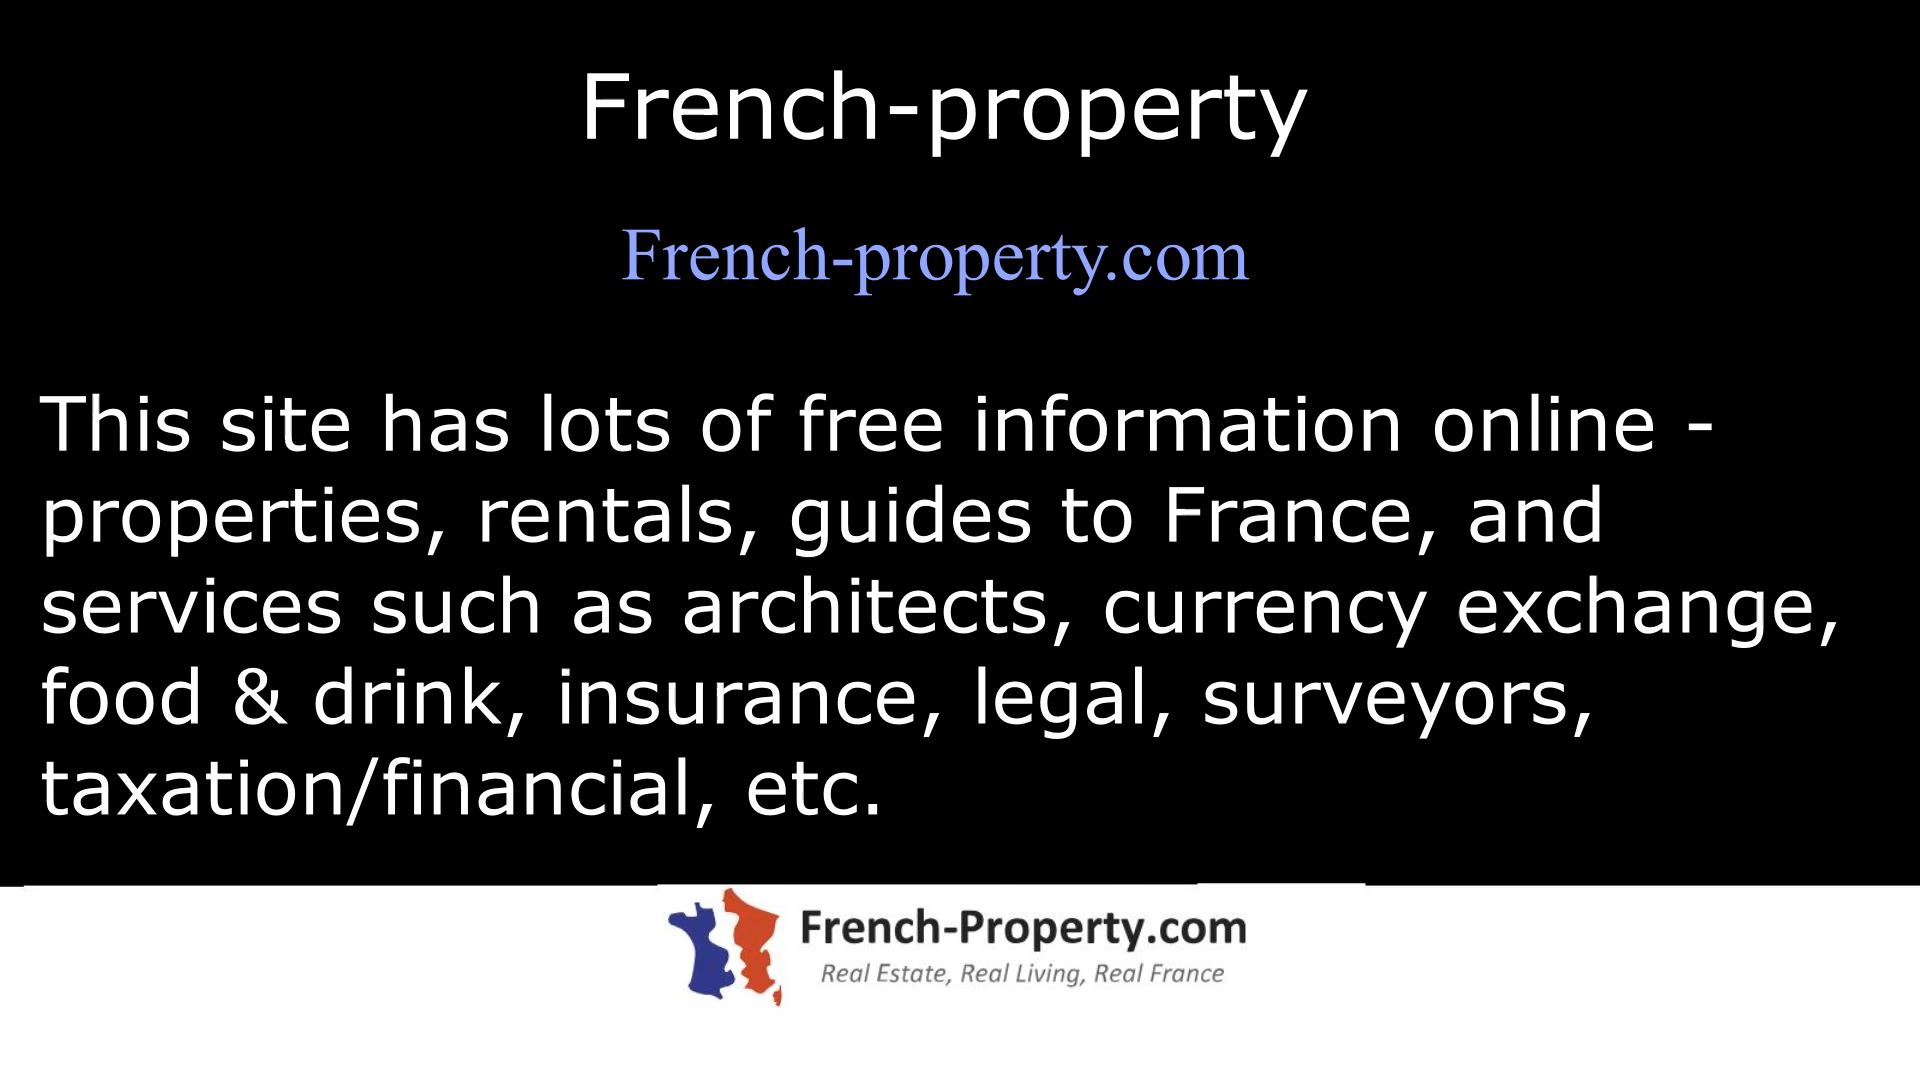 French-property
French-property.com
This site has lots of free information online -
properties, rentals, guides to France, and
services such as architects, currency exchange,
food & drink, insurance, legal, surveyors,
taxation/financial, etc.
French-Property.com
Real Estate, Real Living, Real France